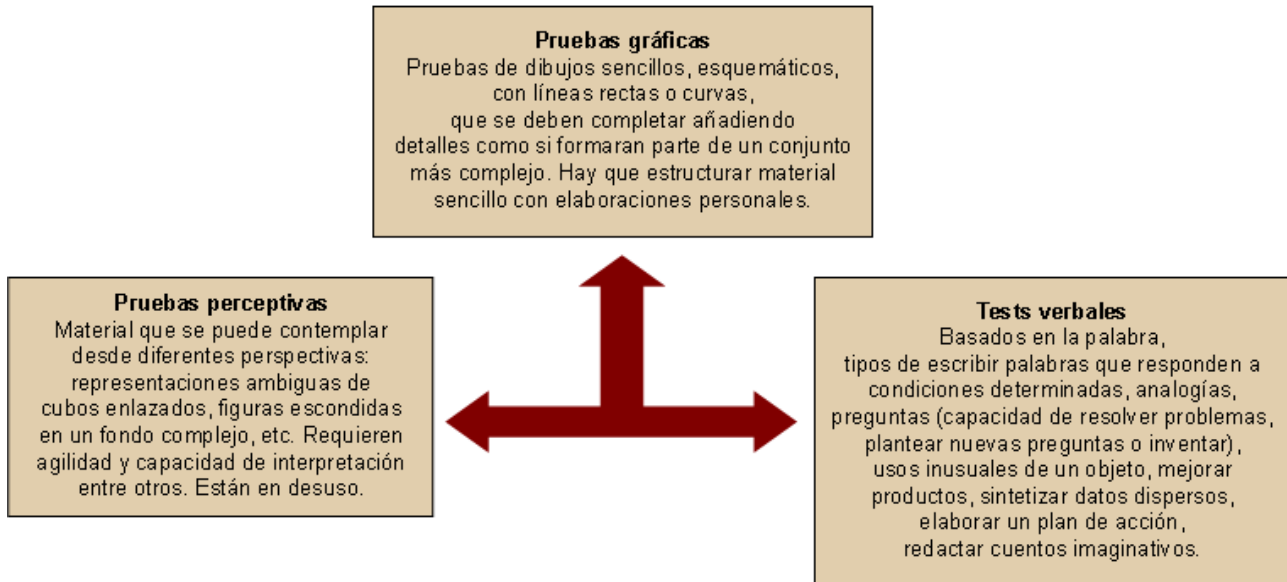 Pruebas gráficas
Pruebas de dibujos sencillos, esquemáticos,
con líneas rectas o curvas,
que se deben completar añadiendo
detalles como si formaran parte de un conjunto
más complejo. Hay que estructurar material
sencillo con elaboraciones personales.
Pruebas perceptivas
Material que se puede contemplar
desde diferentes perspectivas:
representaciones ambiguas de
cubos enlazados, figuras escondidas
en un fondo complejo, etc. Requieren
agilidad y capacidad de interpretación
entre otros. Están en desuso.
Tests verbales
Basados en la palabra,
tipos de escribir palabras que responden a
condiciones determinadas, analogías,
preguntas (capacidad de resolver problemas,
plantear nuevas preguntas o inventar),
usos inusuales de un objeto, mejorar
productos, sintetizar datos dispersos,
elaborar un plan de acción,
redactar cuentos imaginativos.